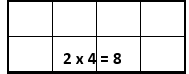 2 x 4 = 8